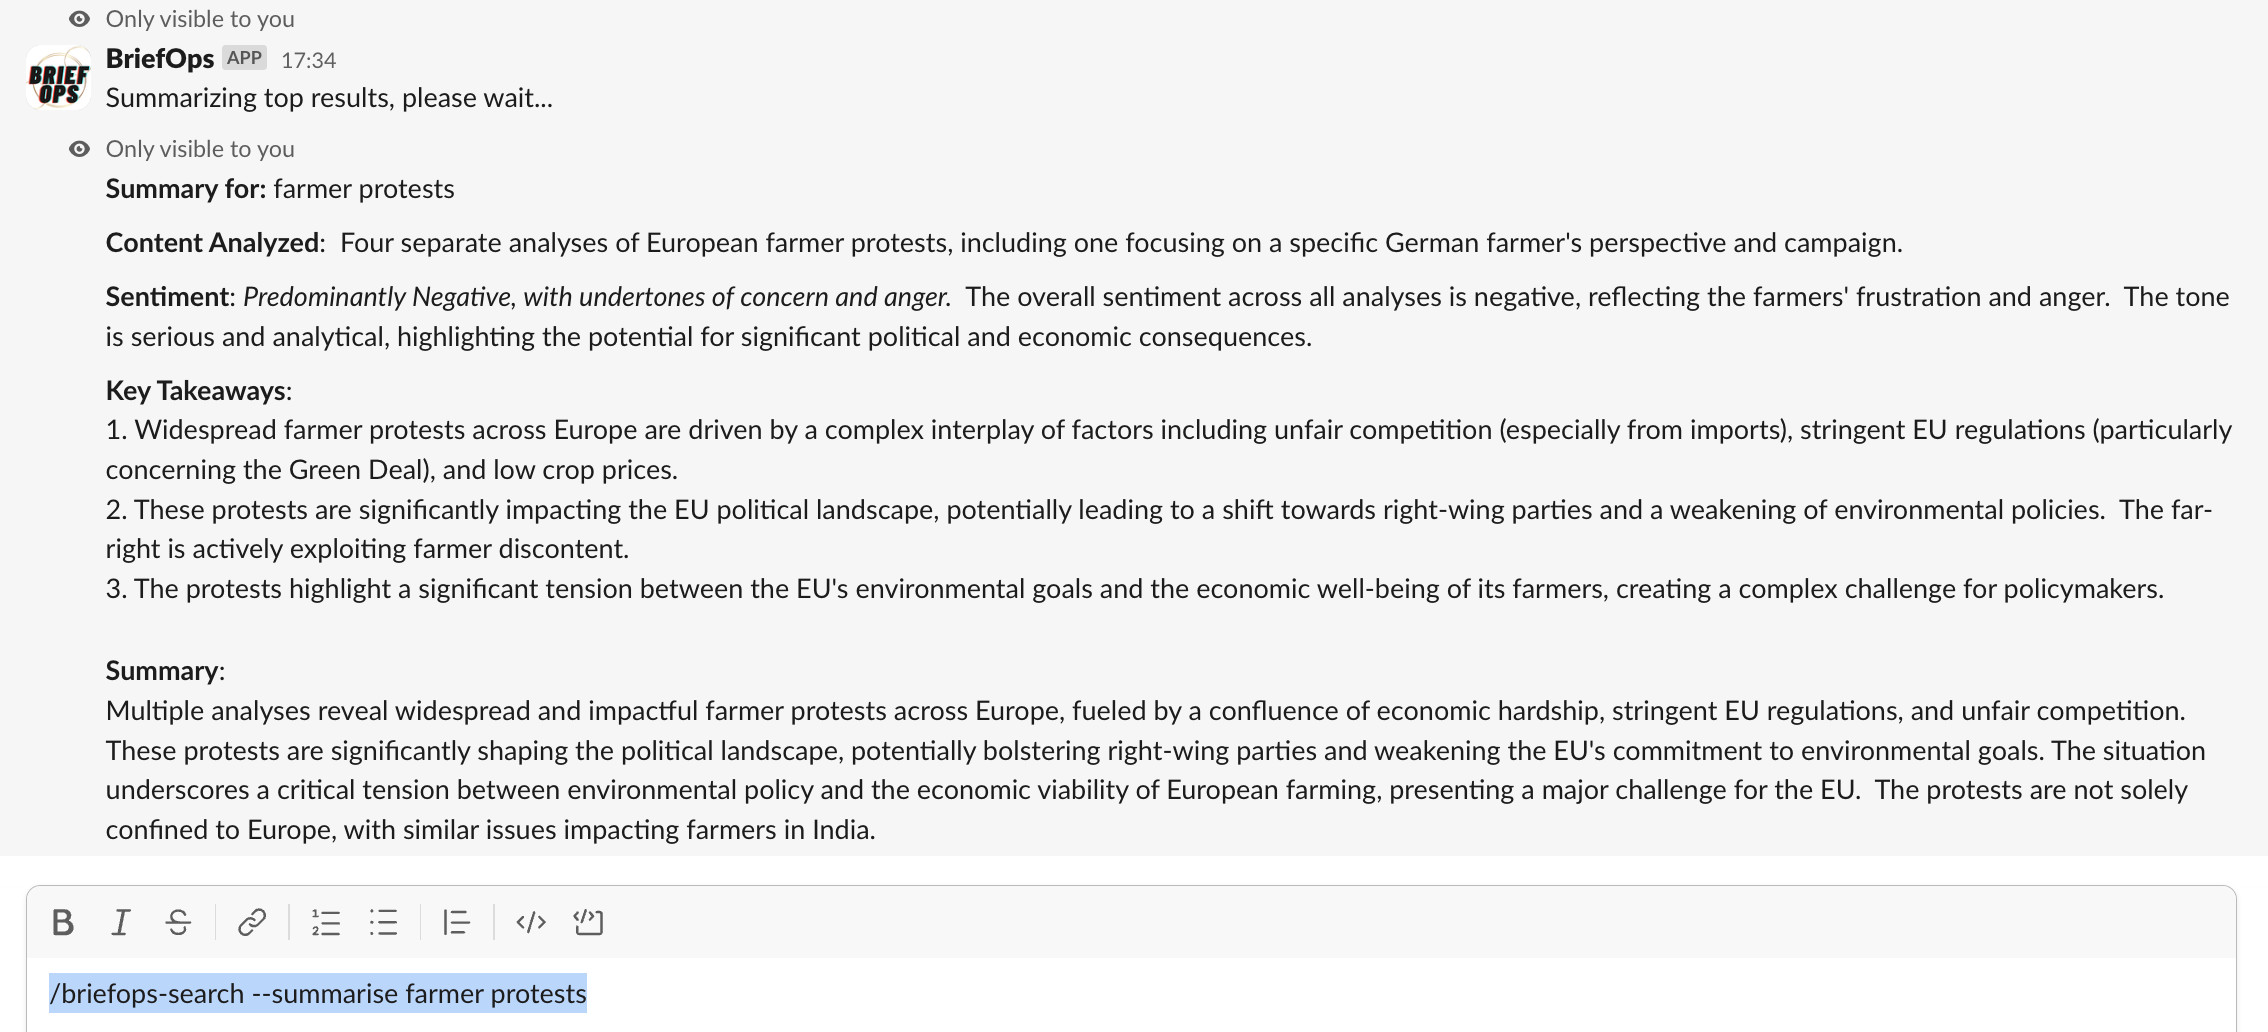 Only visible to you
BRIEF
OPS
BriefOps APP 17:34
Summarizing top results, please wait...
Only visible to you
Summary for: farmer protests
Content Analyzed:  Four separate analyses of European farmer protests, including one focusing on a specific German farmer's perspective and campaign.
Sentiment: Predominantly Negative, with undertones of concern and anger.  The overall sentiment across all analyses is negative, reflecting the farmers' frustration and anger.  The tone
is serious and analytical, highlighting the potential for significant political and economic consequences.
Key Takeaways:
1. Widespread farmer protests across Europe are driven by a complex interplay of factors including unfair competition (especially from imports), stringent EU regulations (particularly
concerning the Green Deal), and low crop prices.
2. These protests are significantly impacting the EU political landscape, potentially leading to a shift towards right-wing parties and a weakening of environmental policies.  The far-
right is actively exploiting farmer discontent.
3. The protests highlight a significant tension between the EU's environmental goals and the economic well-being of its farmers, creating a complex challenge for policymakers.
Summary:
Multiple analyses reveal widespread and impactful farmer protests across Europe, fueled by a confluence of economic hardship, stringent EU regulations, and unfair competition.
These protests are significantly shaping the political landscape, potentially bolstering right-wing parties and weakening the EU's commitment to environmental goals. The situation
underscores a critical tension between environmental policy and the economic viability of European farming, presenting a major challenge for the EU.  The protests are not solely
confined to Europe, with similar issues impacting farmers in India.
/briefops-search --summarise farmer protests